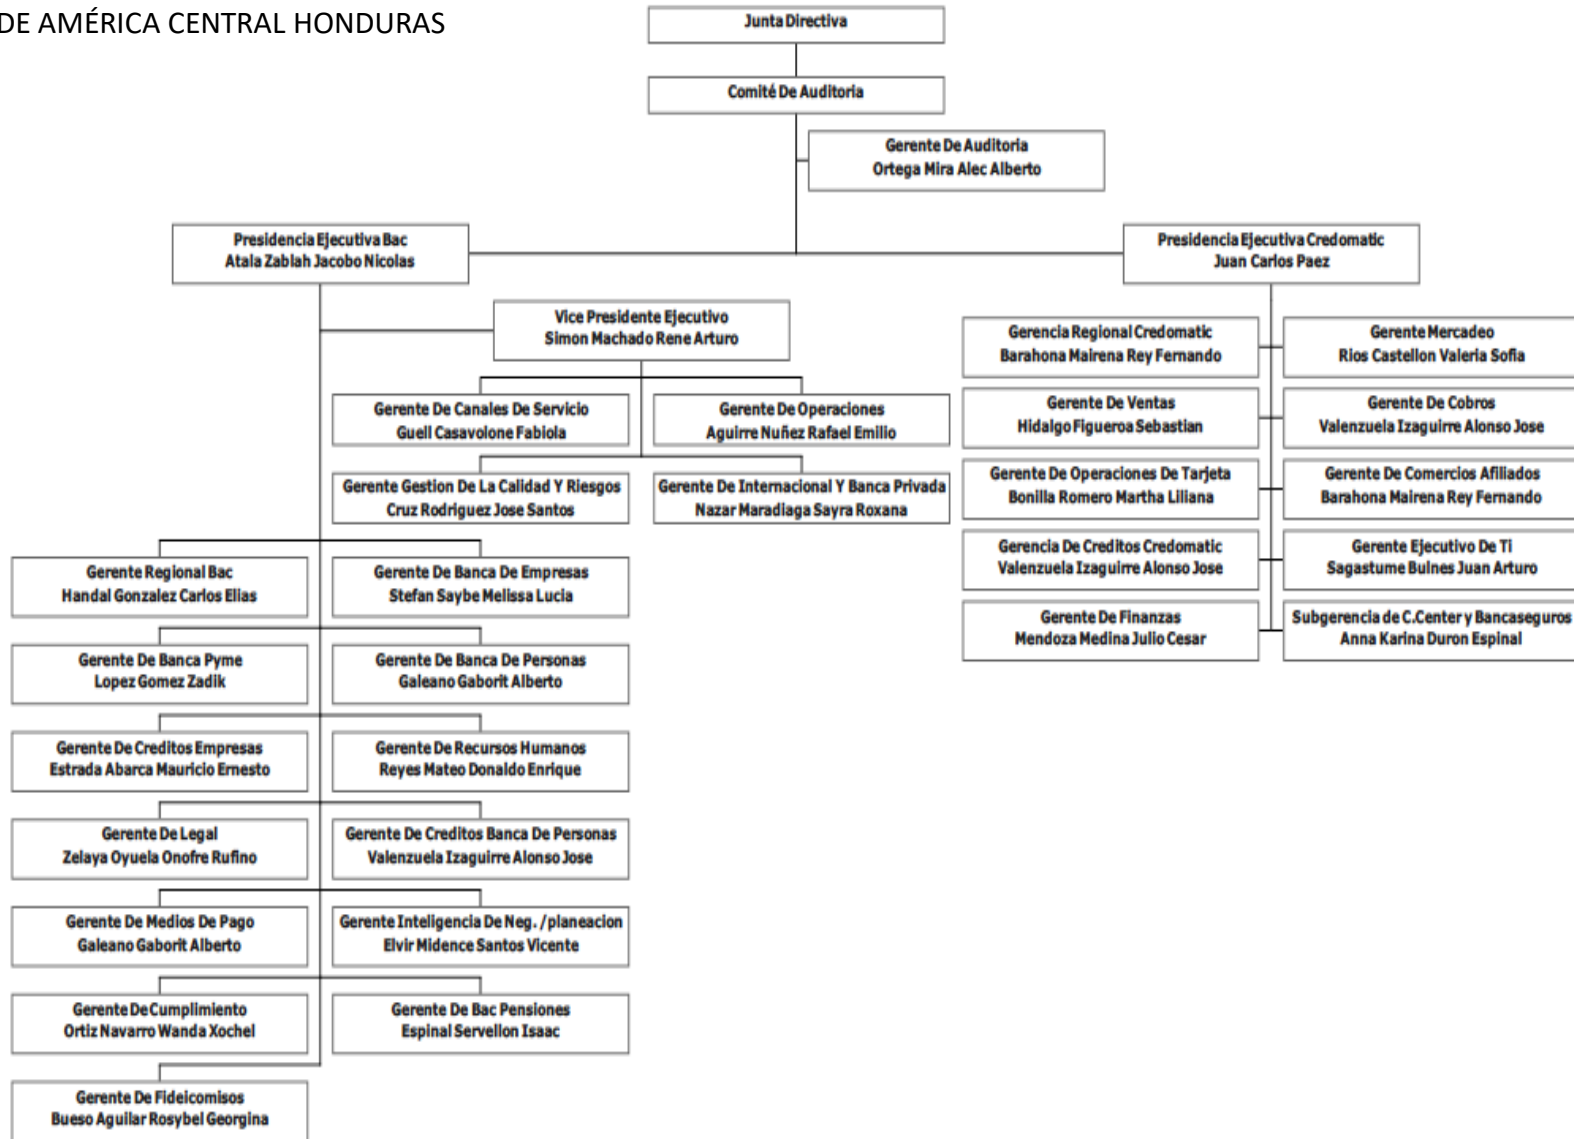 DE AMÉRICA CENTRAL HONDURAS
Junta Directiva
Comité De Auditoria
Gerente De Auditoria
Ortega Mira Alec Alberto
Presidencia Ejecutiva Bac
Atala Zablah Jacobo Nicolas
Presidencia Ejecutiva Credomatic
Juan Carlos Paez
Vice Presidente Ejecutivo
Simon Machado Rene Arturo
Gerente De Canales De Servicio
Guell Casavolone Fabiola
Gerente De Operaciones
Aguirre Nuñez Rafael Emilio
Gerente Gestion De La Calidad Y Riesgos
Cruz Rodriguez Jose Santos
Gerente De Internacional Y Banca Privada
Nazar Maradiaga Sayra Roxana
Gerente Regional Bac
Handal Gonzalez Carlos Elias
Gerente De Banca De Empresas
Stefan Saybe Melissa Lucia
Gerente De Banca Pyme
Lopez Gomez Zadik
Gerente De Banca De Personas
Galeano Gaborit Alberto
Gerente De Creditos Empresas
Estrada Abarca Mauricio Ernesto
Gerente De Recursos Humanos
Reyes Mateo Donaldo Enrique
Gerente De Legal
Zelaya Oyuela Onofre Rufino
Gerente De Creditos Banca De Personas
Valenzuela Izaguirre Alonso Jose
Gerente De Medios De Pago
Galeano Gaborit Alberto
Gerente Inteligencia De Neg. /planeacion
Elvir Midence Santos Vicente
Gerente De Cumplimiento
Ortiz Navarro Wanda Xochel
Gerente De Bac Pensiones
Espinal Servellon Isaac
Gerente De Fideicomisos
Bueso Aguilar Rosybel Georgina
Gerencia Regional Credomatic
Barahona Mairena Rey Fernando
Gerente Mercadeo
Rios Castellon Valeria Sofia
Gerente De Ventas
Hidalgo Figueroa Sebastian
Gerente De Cobros
Valenzuela Izaguirre Alonso Jose
Gerente De Operaciones De Tarjeta
Bonilla Romero Martha Liliana
Gerente De Comercios Afiliados
Barahona Mairena Rey Fernando
Gerencia De Creditos Credomatic
Valenzuela Izaguirre Alonso Jose
Gerente Ejecutivo De Ti
Sagastume Bulnes Juan Arturo
Gerente De Finanzas
Mendoza Medina Julio Cesar
Subgerencia de C.Center y Bancaseguros
Anna Karina Duron Espinal